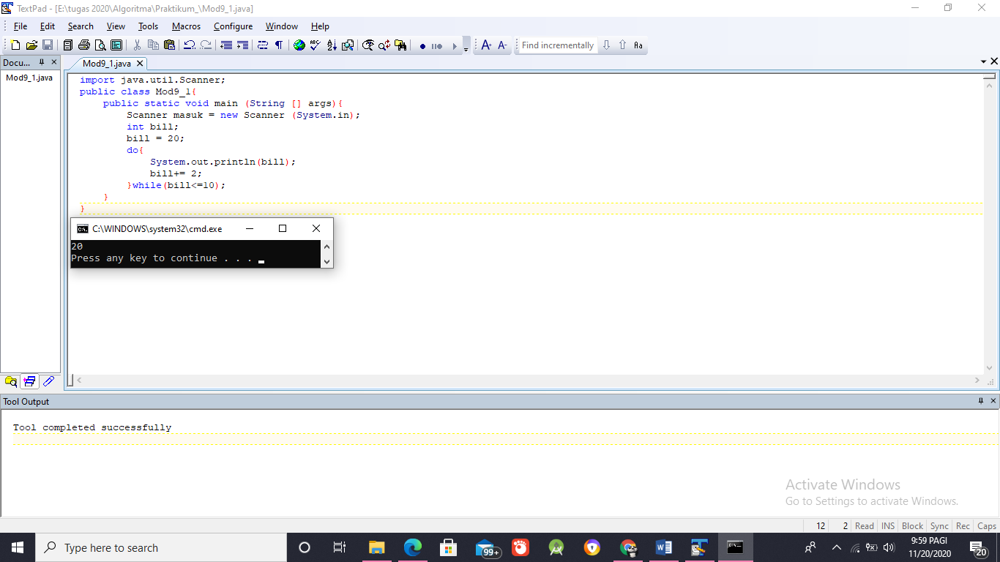 TextPad - [E:\tugas 2020\Algoritma\Praktikum_\Mod9_1.java]
File Edit Search View Tools Macros Configure Window Help
Find incrementally
Docu...
Mod9_1.java
Mod9_1.java
import java.util.Scanner;
public class Mod9_1{
public static void main (String [] args){
Scanner masuk = new Scanner (System.in);
int bill;
bill = 20;
do{
System.out.println(bill);
bill+= 2;
}while(bill<=10);
}
}
C:\WINDOWS\system32\cmd.exe
20
Press any key to continue . . .
Tool Output
Tool completed successfully
Activate Windows
Go to Settings to activate Windows.
12 2 Read INS Block Sync Rec Caps
Type here to search
99+
9:59 PAGI
11/20/2020
20